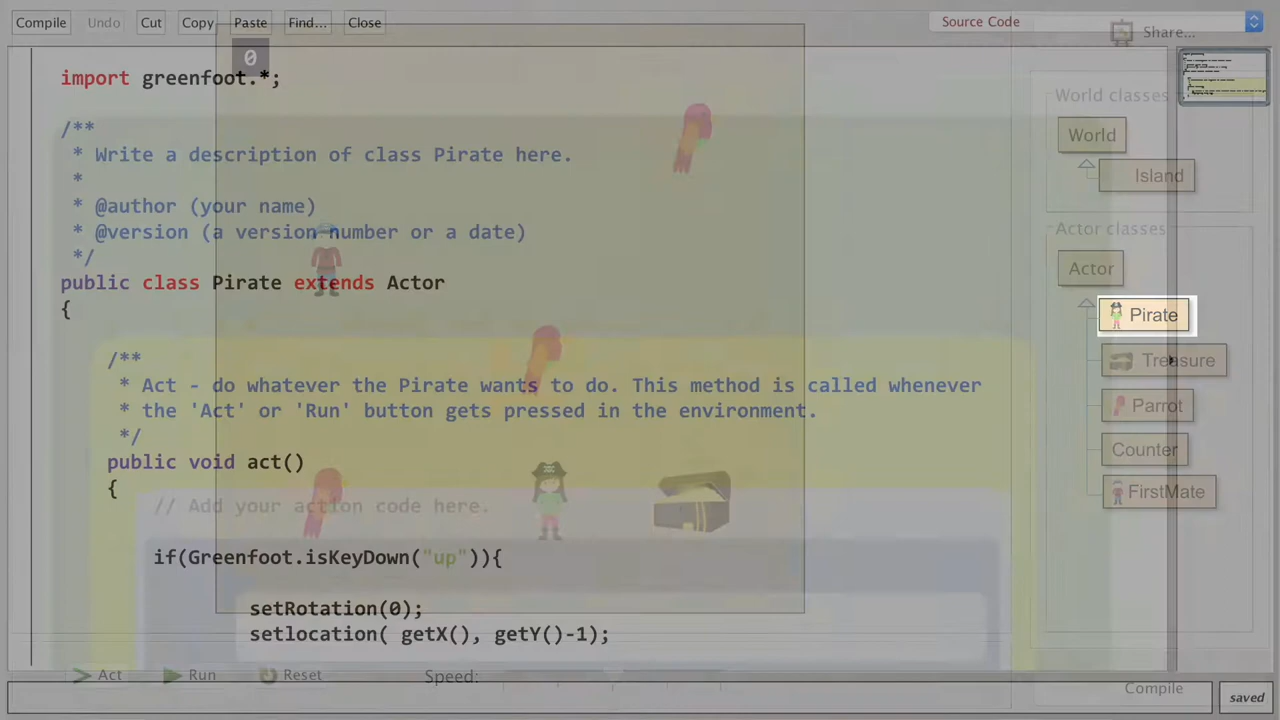 Compile Undo Cut Copy Paste Find... Close Source Code
Share...
0
import greenfoot.*;
/**
* Write a description of class Pirate here.
*
* @author (your name)
* @version (a version number or a date)
*/
public class Pirate extends Actor
{
/**
* Act - do whatever the Pirate wants to do. This method is called whenever
* the 'Act' or 'Run' button gets pressed in the environment.
*/
public void act()
{
// Add your action code here.
if(Greenfoot.isKeyDown("up")){
setRotation(0);
setlocation( getX(), getY()-1);
World classes
World
Island
Actor classes
Actor
Pirate
Treasure
Parrot
Counter
FirstMate
Act Run Reset Speed:
Compile
saved